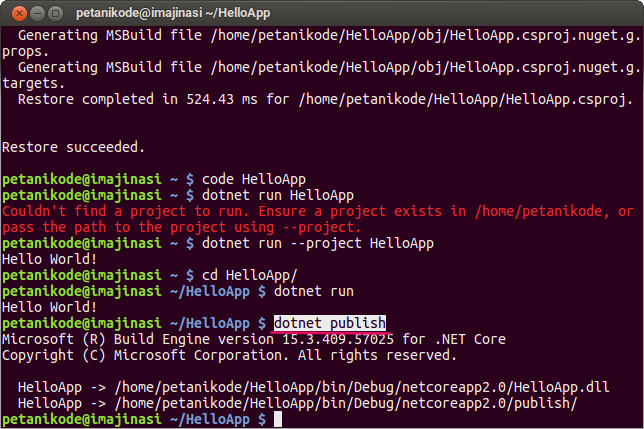 petanikode@imajinasi ~/HelloApp
Generating MSBuild file /home/petanikode/HelloApp/obj/HelloApp.csproj.nuget.g.
props.
Generating MSBuild file /home/petanikode/HelloApp/obj/HelloApp.csproj.nuget.g.
targets.
Restore completed in 524.43 ms for /home/petanikode/HelloApp/HelloApp.csproj.
Restore succeeded.
petanikode@imajinasi ~ $ code HelloApp
petanikode@imajinasi ~ $ dotnet run HelloApp
Couldn't find a project to run. Ensure a project exists in /home/petanikode, or
pass the path to the project using --project.
petanikode@imajinasi ~ $ dotnet run --project HelloApp
Hello World!
petanikode@imajinasi ~ $ cd HelloApp/
petanikode@imajinasi ~/HelloApp $ dotnet run
Hello World!
petanikode@imajinasi ~/HelloApp $ dotnet publish
Microsoft (R) Build Engine version 15.3.409.57025 for .NET Core
Copyright (C) Microsoft Corporation. All rights reserved.
HelloApp -> /home/petanikode/HelloApp/bin/Debug/netcoreapp2.0/HelloApp.dll
HelloApp -> /home/petanikode/HelloApp/bin/Debug/netcoreapp2.0/publish/
petanikode@imajinasi ~/HelloApp $